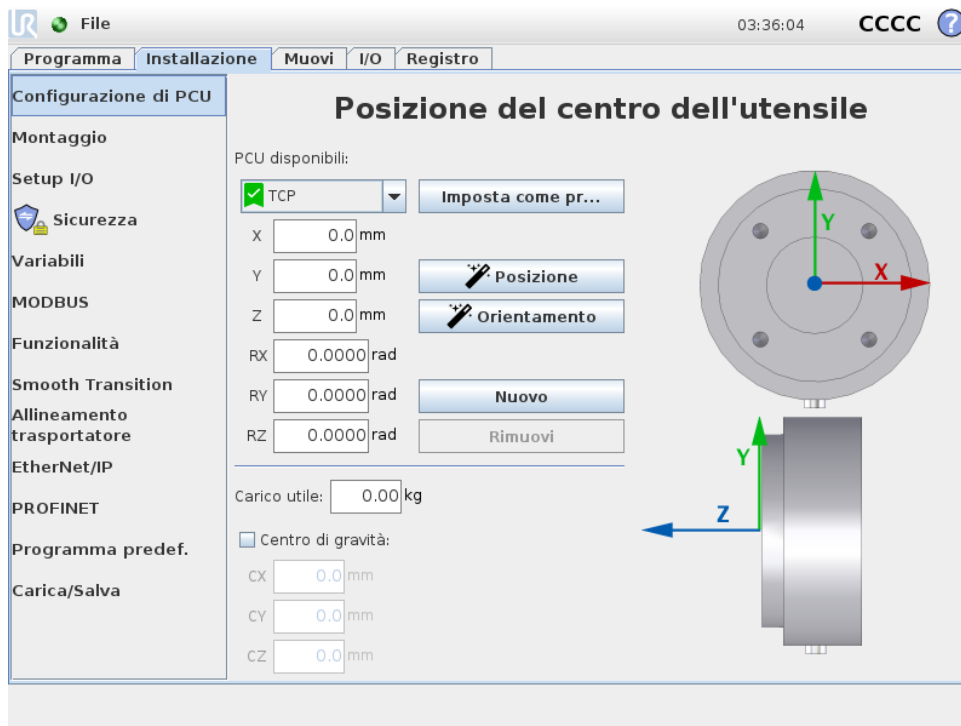 UR File 03:36:04 CCCC ?
Programma Installazione Muovi I/O Registro
Configurazione di PCU
Montaggio
Setup I/O
Sicurezza
Variabili
MODBUS
Funzionalità
Smooth Transition
Allineamento
trasportatore
EtherNet/IP
PROFINET
Programma predef.
Carica/Salva
Posizione del centro dell'utensile
PCU disponibili:
TCP Imposta come pr...
X 0.0 mm
Y 0.0 mm Posizione
Z 0.0 mm Orientamento
RX 0.0000 rad
RY 0.0000 rad Nuovo
RZ 0.0000 rad Rimuovi
Carico utile: 0.00 kg
Centro di gravità:
CX 0.0 mm
CY 0.0 mm
CZ 0.0 mm
Y
X
Y
Z